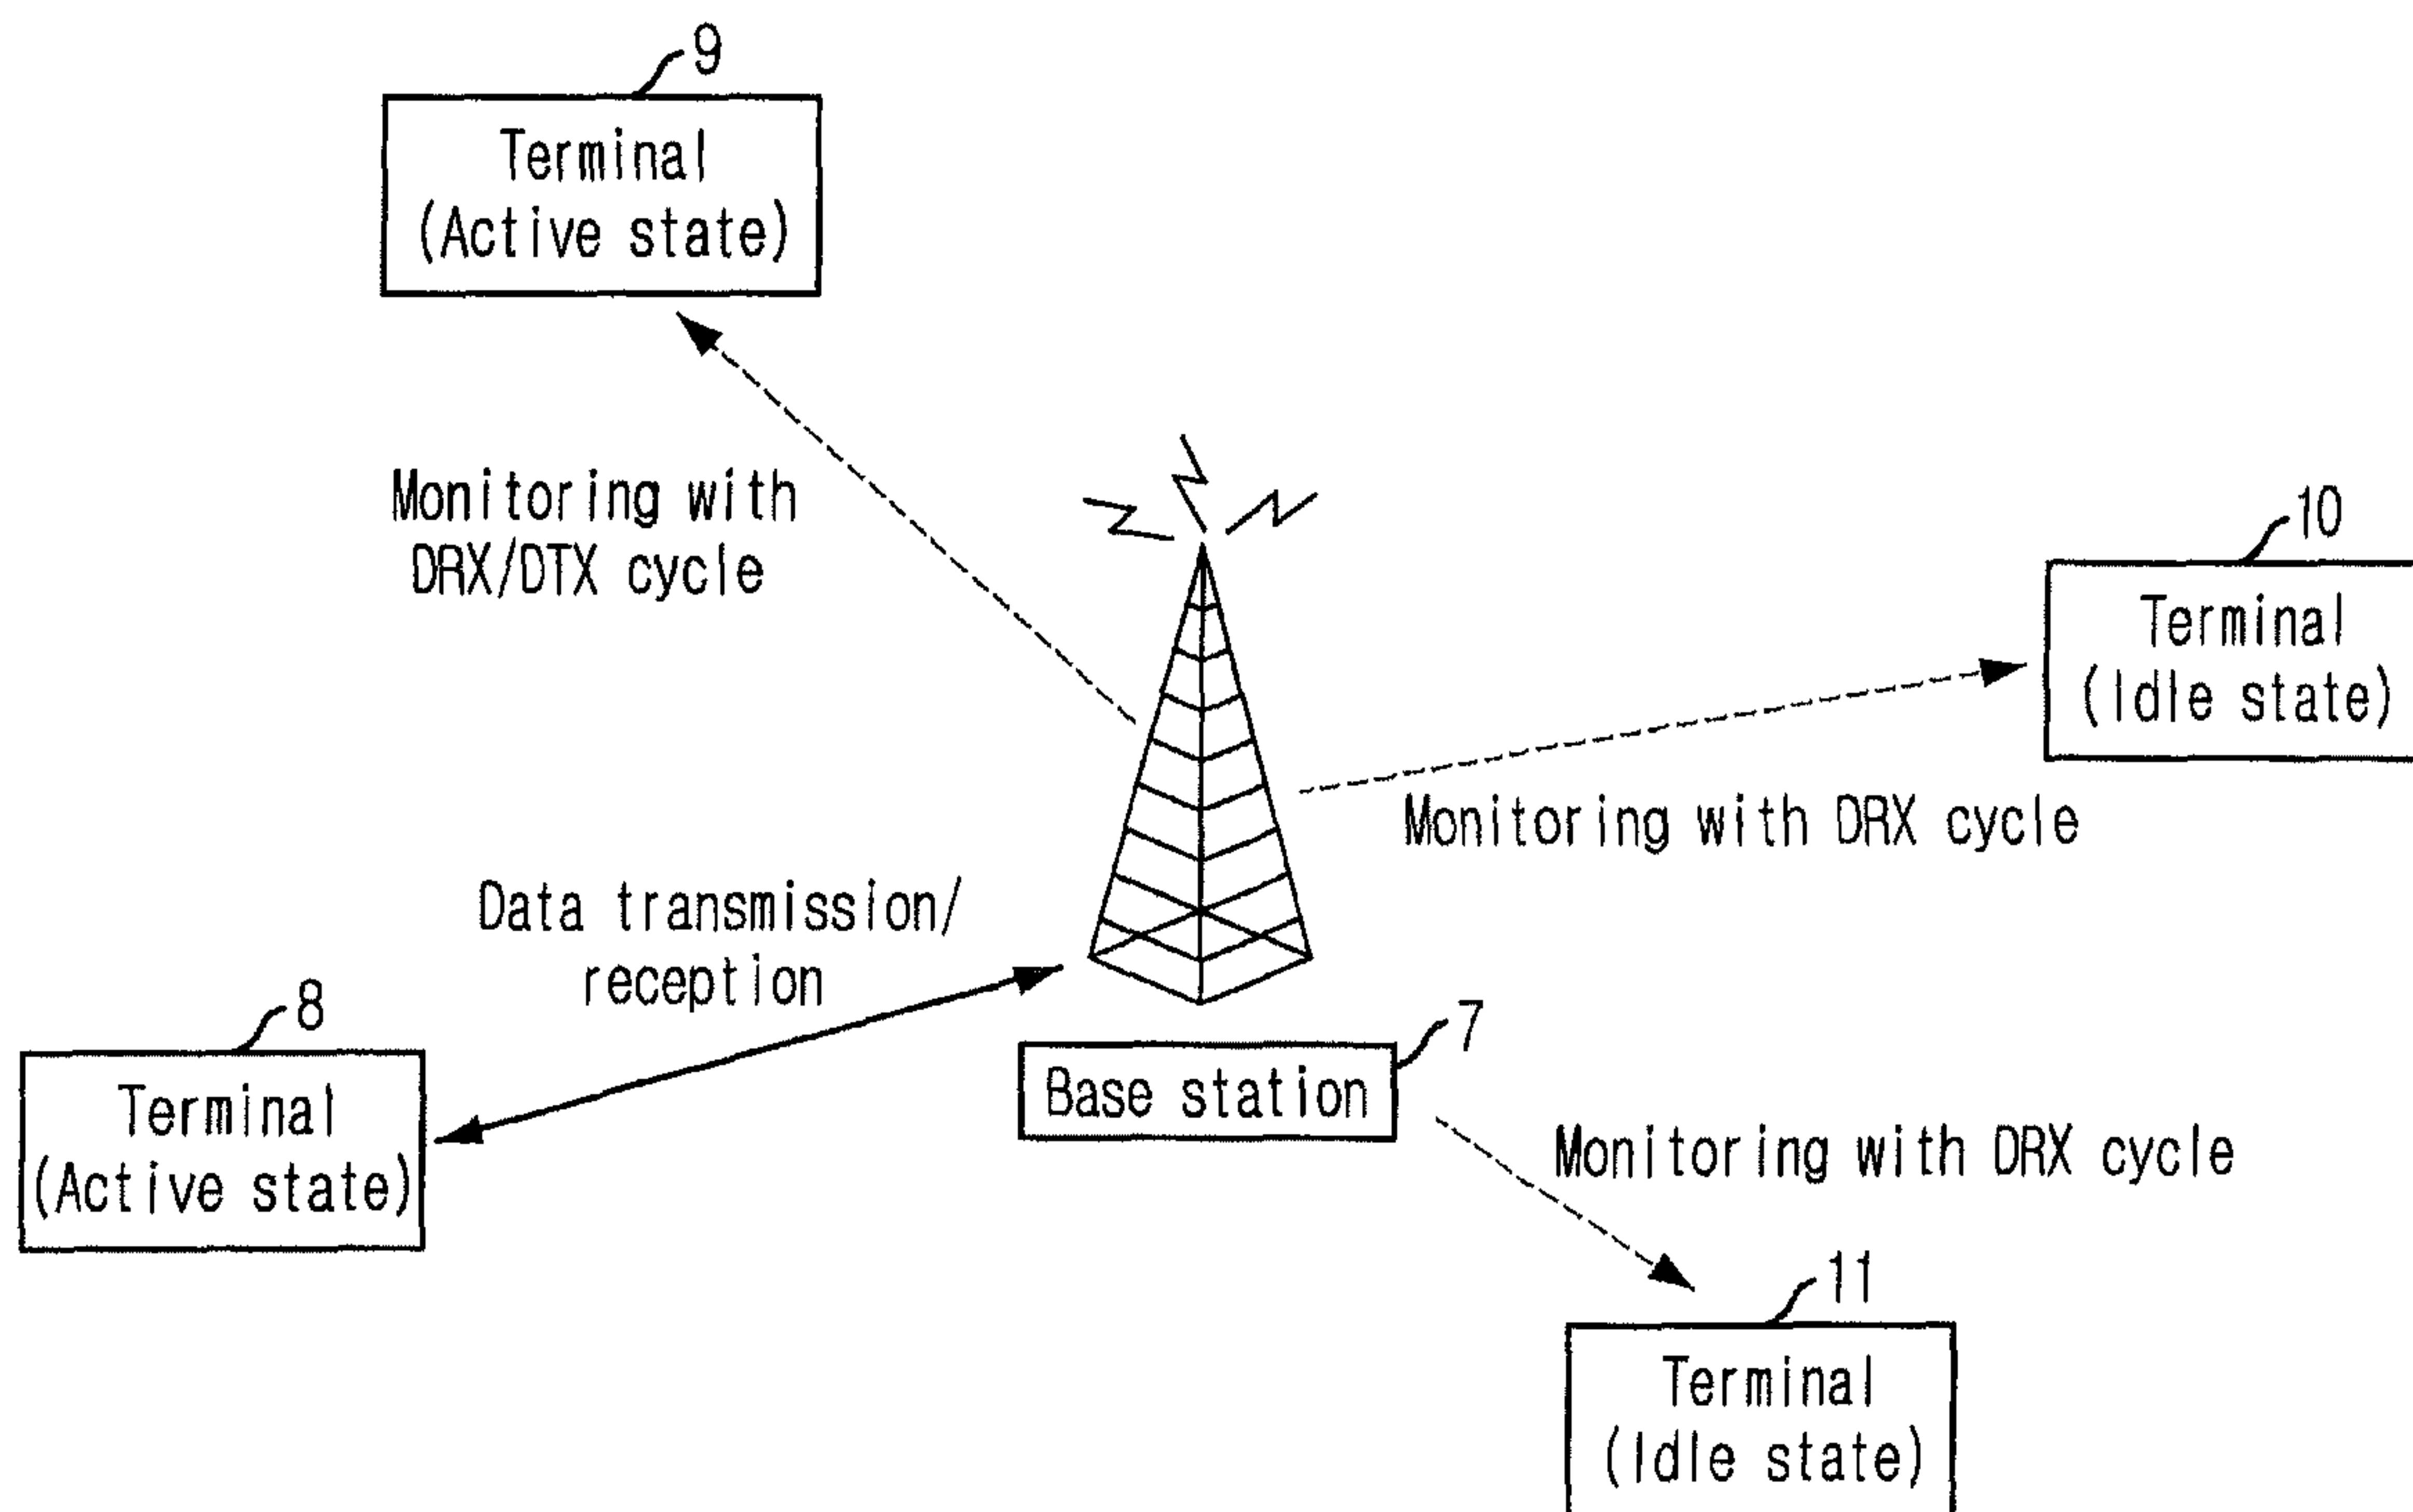 9
Terminal
(Active state)
Monitoring with
DRX/DTX cycle
10
Terminal
(Idle state)
Monitoring with DRX cycle
Data transmission/
reception
8
Terminal
(Active state)
7
Base station
Monitoring with DRX cycle
11
Terminal
(Idle state)